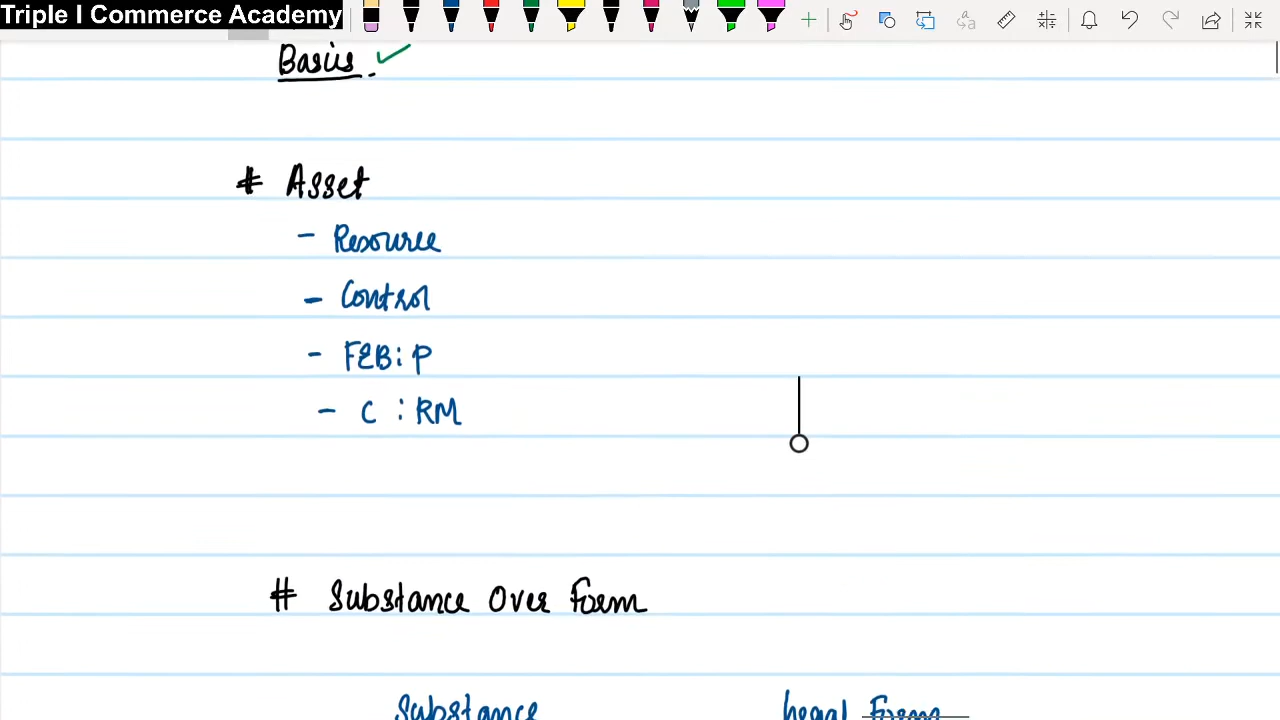 Triple I Commerce Academy
Basis.
# Asset
- Resource
- Control
- FEB : P
- C : RM
# Substance Over Form
Substance Legal Form